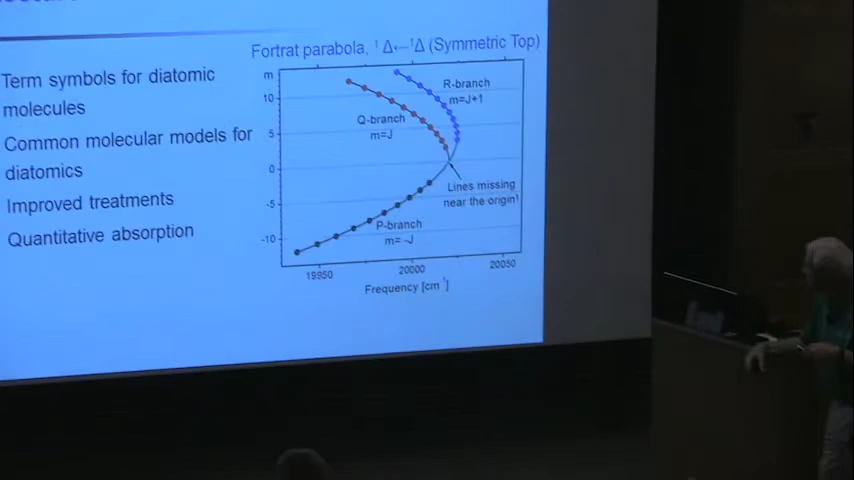 Term symbols for diatomic
molecules
Common molecular models for
diatomics
Improved treatments
Quantitative absorption
Fortrat parabola, ¹Δ←¹Δ (Symmetric Top)
m
10
5
0
-5
-10
R-branch
m=J+1
Q-branch
m=J
Lines missing
near the origin!
P-branch
m= -J
19950
20000
20050
Frequency [cm⁻¹]